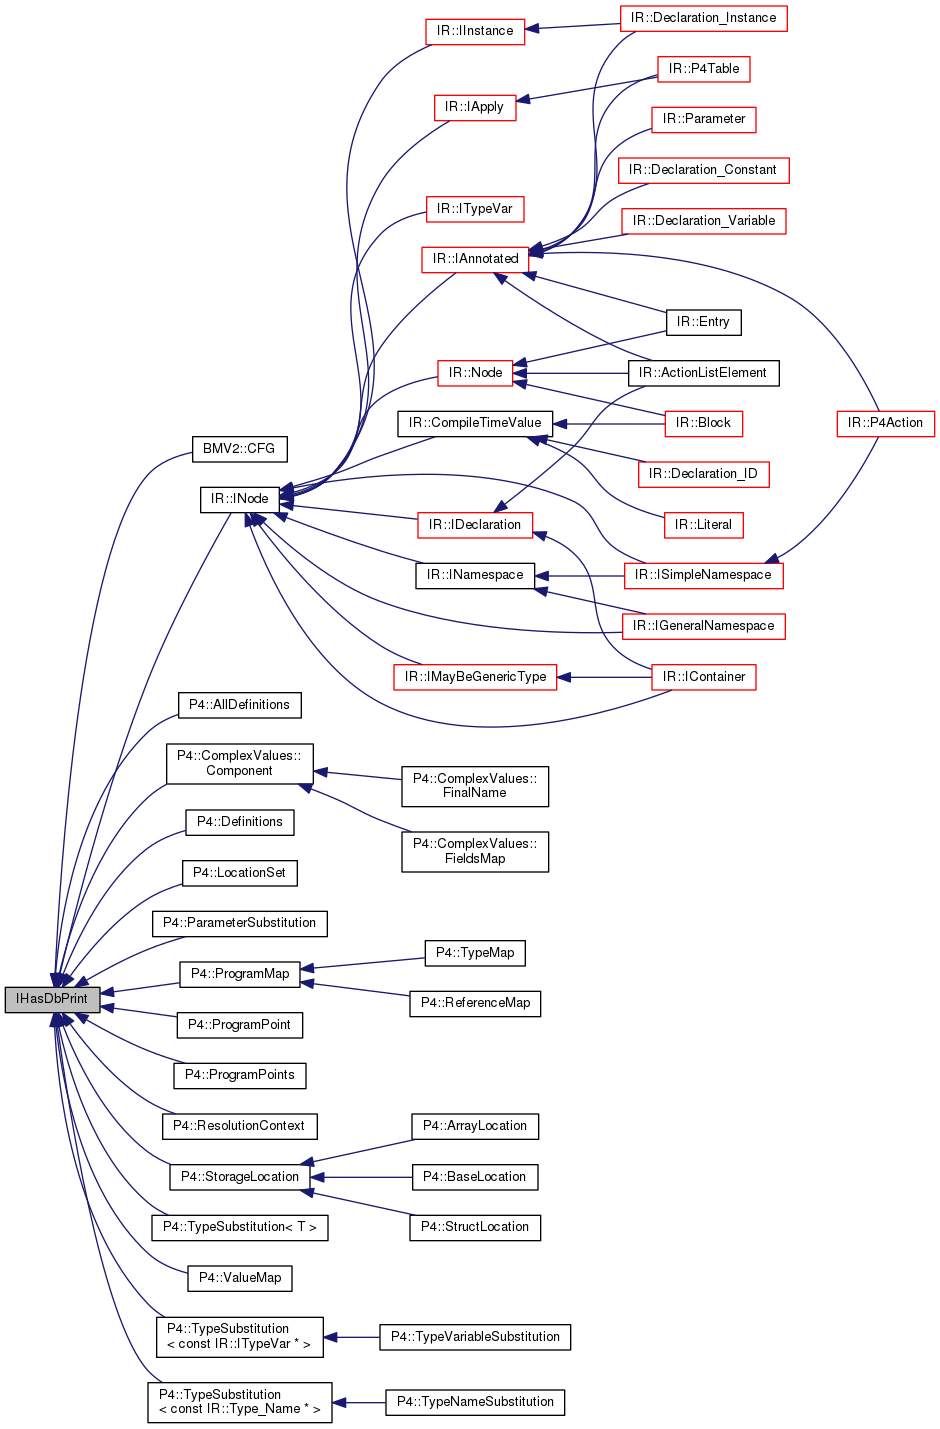 IR::IInstance
IR::Declaration_Instance
IR::P4Table
IR::IApply
IR::Parameter
IR::Declaration_Constant
IR::ITypeVar
IR::Declaration_Variable
IR::IAnnotated
IR::Entry
IR::Node
IR::ActionListElement
IR::CompileTimeValue
IR::Block
IR::P4Action
BMV2::CFG
IR::Declaration_ID
IR::INode
IR::IDeclaration
IR::Literal
IR::INamespace
IR::ISimpleNamespace
IR::IGeneralNamespace
IR::IMayBeGenericType
IR::IContainer
P4::AllDefinitions
P4::ComplexValues::
Component
P4::ComplexValues::
FinalName
P4::Definitions
P4::ComplexValues::
FieldsMap
P4::LocationSet
P4::ParameterSubstitution
P4::TypeMap
P4::ProgramMap
IHasDbPrint
P4::ReferenceMap
P4::ProgramPoint
P4::ProgramPoints
P4::ResolutionContext
P4::ArrayLocation
P4::StorageLocation
P4::BaseLocation
P4::TypeSubstitution< T >
P4::StructLocation
P4::ValueMap
P4::TypeSubstitution
< const IR::ITypeVar * >
P4::TypeVariableSubstitution
P4::TypeSubstitution
< const IR::Type_Name * >
P4::TypeNameSubstitution